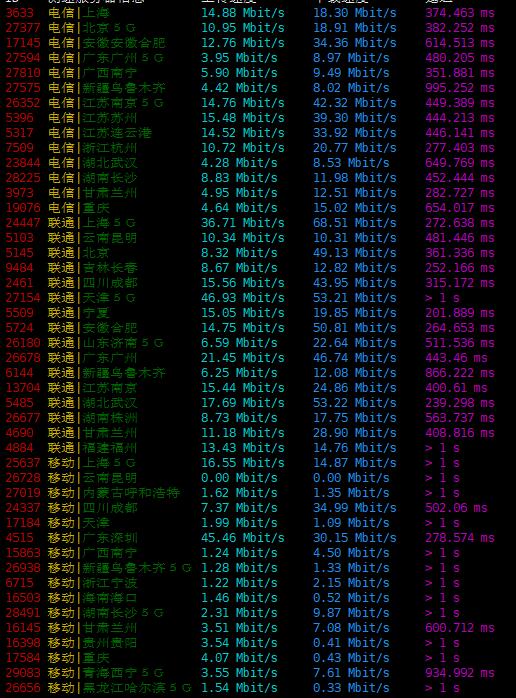 ID 测速服务器信息 上传速度 下载速度 延迟
3633 电信|上海 14.88 Mbit/s 18.30 Mbit/s 374.463 ms
27377 电信|北京５Ｇ 10.95 Mbit/s 18.91 Mbit/s 382.252 ms
17145 电信|安徽安徽合肥 12.76 Mbit/s 34.36 Mbit/s 614.513 ms
27594 电信|广东广州５Ｇ 3.95 Mbit/s 8.97 Mbit/s 480.205 ms
27810 电信|广西南宁 5.90 Mbit/s 9.49 Mbit/s 351.881 ms
27575 电信|新疆乌鲁木齐 4.42 Mbit/s 8.02 Mbit/s 995.252 ms
26352 电信|江苏南京５Ｇ 14.76 Mbit/s 42.32 Mbit/s 449.389 ms
5396 电信|江苏苏州 15.48 Mbit/s 39.30 Mbit/s 444.213 ms
5317 电信|江苏连云港 14.52 Mbit/s 33.92 Mbit/s 446.141 ms
7509 电信|浙江杭州 10.72 Mbit/s 20.77 Mbit/s 277.403 ms
23844 电信|湖北武汉 4.28 Mbit/s 8.53 Mbit/s 649.769 ms
28225 电信|湖南长沙 8.83 Mbit/s 11.98 Mbit/s 452.444 ms
3973 电信|甘肃兰州 4.95 Mbit/s 12.51 Mbit/s 282.727 ms
19076 电信|重庆 4.64 Mbit/s 15.02 Mbit/s 654.017 ms
24447 联通|上海５Ｇ 36.71 Mbit/s 68.51 Mbit/s 272.638 ms
5103 联通|云南昆明 10.34 Mbit/s 10.31 Mbit/s 481.446 ms
5145 联通|北京 8.32 Mbit/s 49.13 Mbit/s 361.336 ms
9484 联通|吉林长春 8.67 Mbit/s 12.82 Mbit/s 252.166 ms
2461 联通|四川成都 15.56 Mbit/s 43.95 Mbit/s 315.172 ms
27154 联通|天津５Ｇ 46.93 Mbit/s 53.21 Mbit/s > 1 s
5509 联通|宁夏 15.05 Mbit/s 19.85 Mbit/s 201.889 ms
5724 联通|安徽合肥 14.75 Mbit/s 50.81 Mbit/s 264.653 ms
26180 联通|山东济南５Ｇ 6.59 Mbit/s 22.64 Mbit/s 511.536 ms
26678 联通|广东广州 21.45 Mbit/s 46.74 Mbit/s 443.46 ms
6144 联通|新疆乌鲁木齐 6.25 Mbit/s 12.08 Mbit/s 866.222 ms
13704 联通|江苏南京 15.44 Mbit/s 24.86 Mbit/s 400.61 ms
5485 联通|湖北武汉 17.69 Mbit/s 53.22 Mbit/s 239.298 ms
26677 联通|湖南株洲 8.73 Mbit/s 17.75 Mbit/s 563.737 ms
4690 联通|甘肃兰州 11.18 Mbit/s 28.90 Mbit/s 408.816 ms
4884 联通|福建福州 13.43 Mbit/s 14.76 Mbit/s > 1 s
25637 移动|上海５Ｇ 16.55 Mbit/s 14.87 Mbit/s > 1 s
26728 移动|云南昆明 0.00 Mbit/s 0.00 Mbit/s > 1 s
27019 移动|内蒙古呼和浩特 1.62 Mbit/s 1.35 Mbit/s > 1 s
24337 移动|四川成都 7.37 Mbit/s 34.99 Mbit/s 502.06 ms
17184 移动|天津 1.99 Mbit/s 1.09 Mbit/s > 1 s
4515 移动|广东深圳 45.46 Mbit/s 30.15 Mbit/s 278.574 ms
15863 移动|广西南宁 1.24 Mbit/s 4.50 Mbit/s > 1 s
26938 移动|新疆乌鲁木齐５Ｇ 1.28 Mbit/s 1.33 Mbit/s > 1 s
6715 移动|浙江宁波 1.22 Mbit/s 2.15 Mbit/s > 1 s
16503 移动|海南海口 1.46 Mbit/s 0.52 Mbit/s > 1 s
28491 移动|湖南长沙５Ｇ 2.31 Mbit/s 9.87 Mbit/s > 1 s
16145 移动|甘肃兰州 3.51 Mbit/s 7.08 Mbit/s 600.712 ms
16398 移动|贵州贵阳 3.54 Mbit/s 0.41 Mbit/s > 1 s
17584 移动|重庆 4.07 Mbit/s 0.43 Mbit/s > 1 s
29083 移动|青海西宁５Ｇ 3.55 Mbit/s 7.61 Mbit/s 934.992 ms
26656 移动|黑龙江哈尔滨５Ｇ 1.54 Mbit/s 0.33 Mbit/s > 1 s